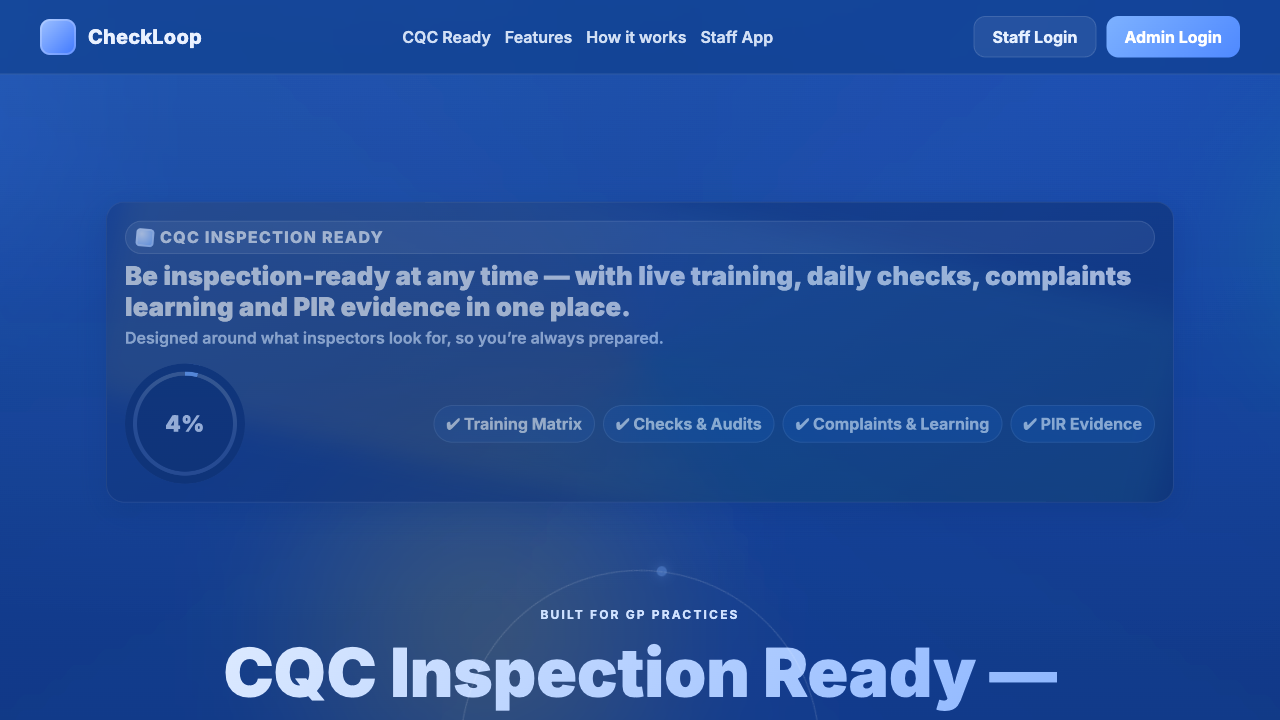 CheckLoop
CQC Ready Features How it works Staff App
Staff Login Admin Login
CQC INSPECTION READY
Be inspection-ready at any time — with live training, daily checks, complaints
learning and PIR evidence in one place.
Designed around what inspectors look for, so you’re always prepared.
4%
✔ Training Matrix ✔ Checks & Audits ✔ Complaints & Learning ✔ PIR Evidence
BUILT FOR GP PRACTICES
CQC Inspection Ready —